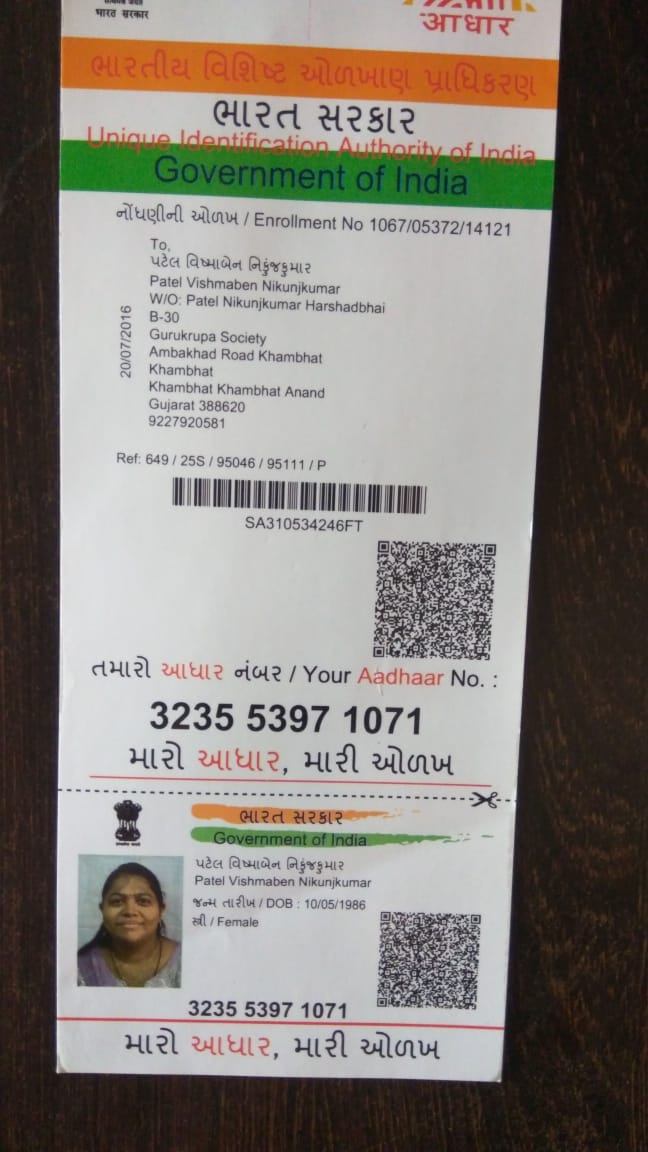 भारत सरकार
आधार
ભારતીય વિશિષ્ટ ઓળખાણ પ્રાધિકરણ
ભારત સરકાર
Unique Identification Authority of India
Government of India
નોંધણીની ઓળખ / Enrollment No 1067/05372/14121
20/07/2016
To,
પટેલ વિષ્માબેન નિકુંજકુમાર
Patel Vishmaben Nikunjkumar
W/O: Patel Nikunjkumar Harshadbhai
B-30
Gurukrupa Society
Ambakhad Road Khambhat
Khambhat
Khambhat Khambhat Anand
Gujarat 388620
9227920581
Ref: 649 / 25S / 95046 / 95111 / P
SA310534246FT
તમારો આધાર નંબર / Your Aadhaar No. :
3235 5397 1071
મારો આધાર, મારી ઓળખ
ભારત સરકાર
Government of India
પટેલ વિષ્માબેન નિકુંજકુમાર
Patel Vishmaben Nikunjkumar
જન્મ તારીખ / DOB : 10/05/1986
સ્ત્રી / Female
3235 5397 1071
મારો આધાર, મારી ઓળખ